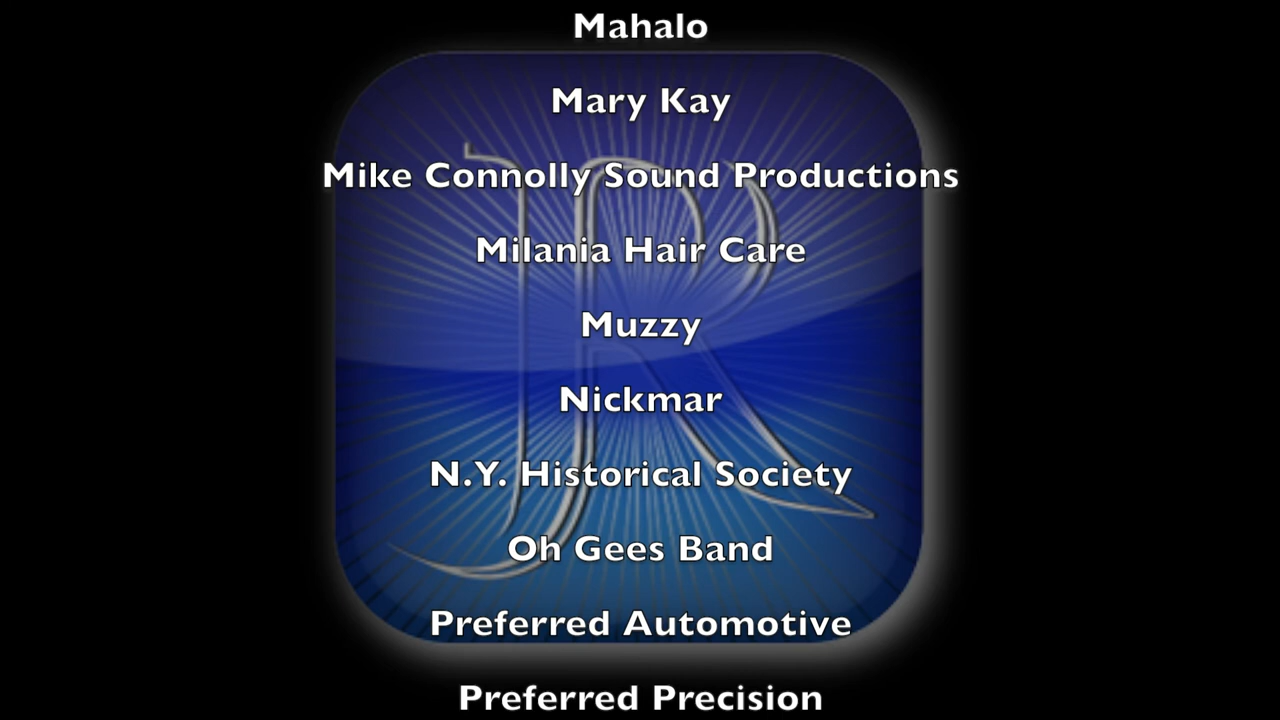 Mahalo
Mary Kay
Mike Connolly Sound Productions
Milania Hair Care
Muzzy
Nickmar
N.Y. Historical Society
Oh Gees Band
Preferred Automotive
Preferred Precision
JR